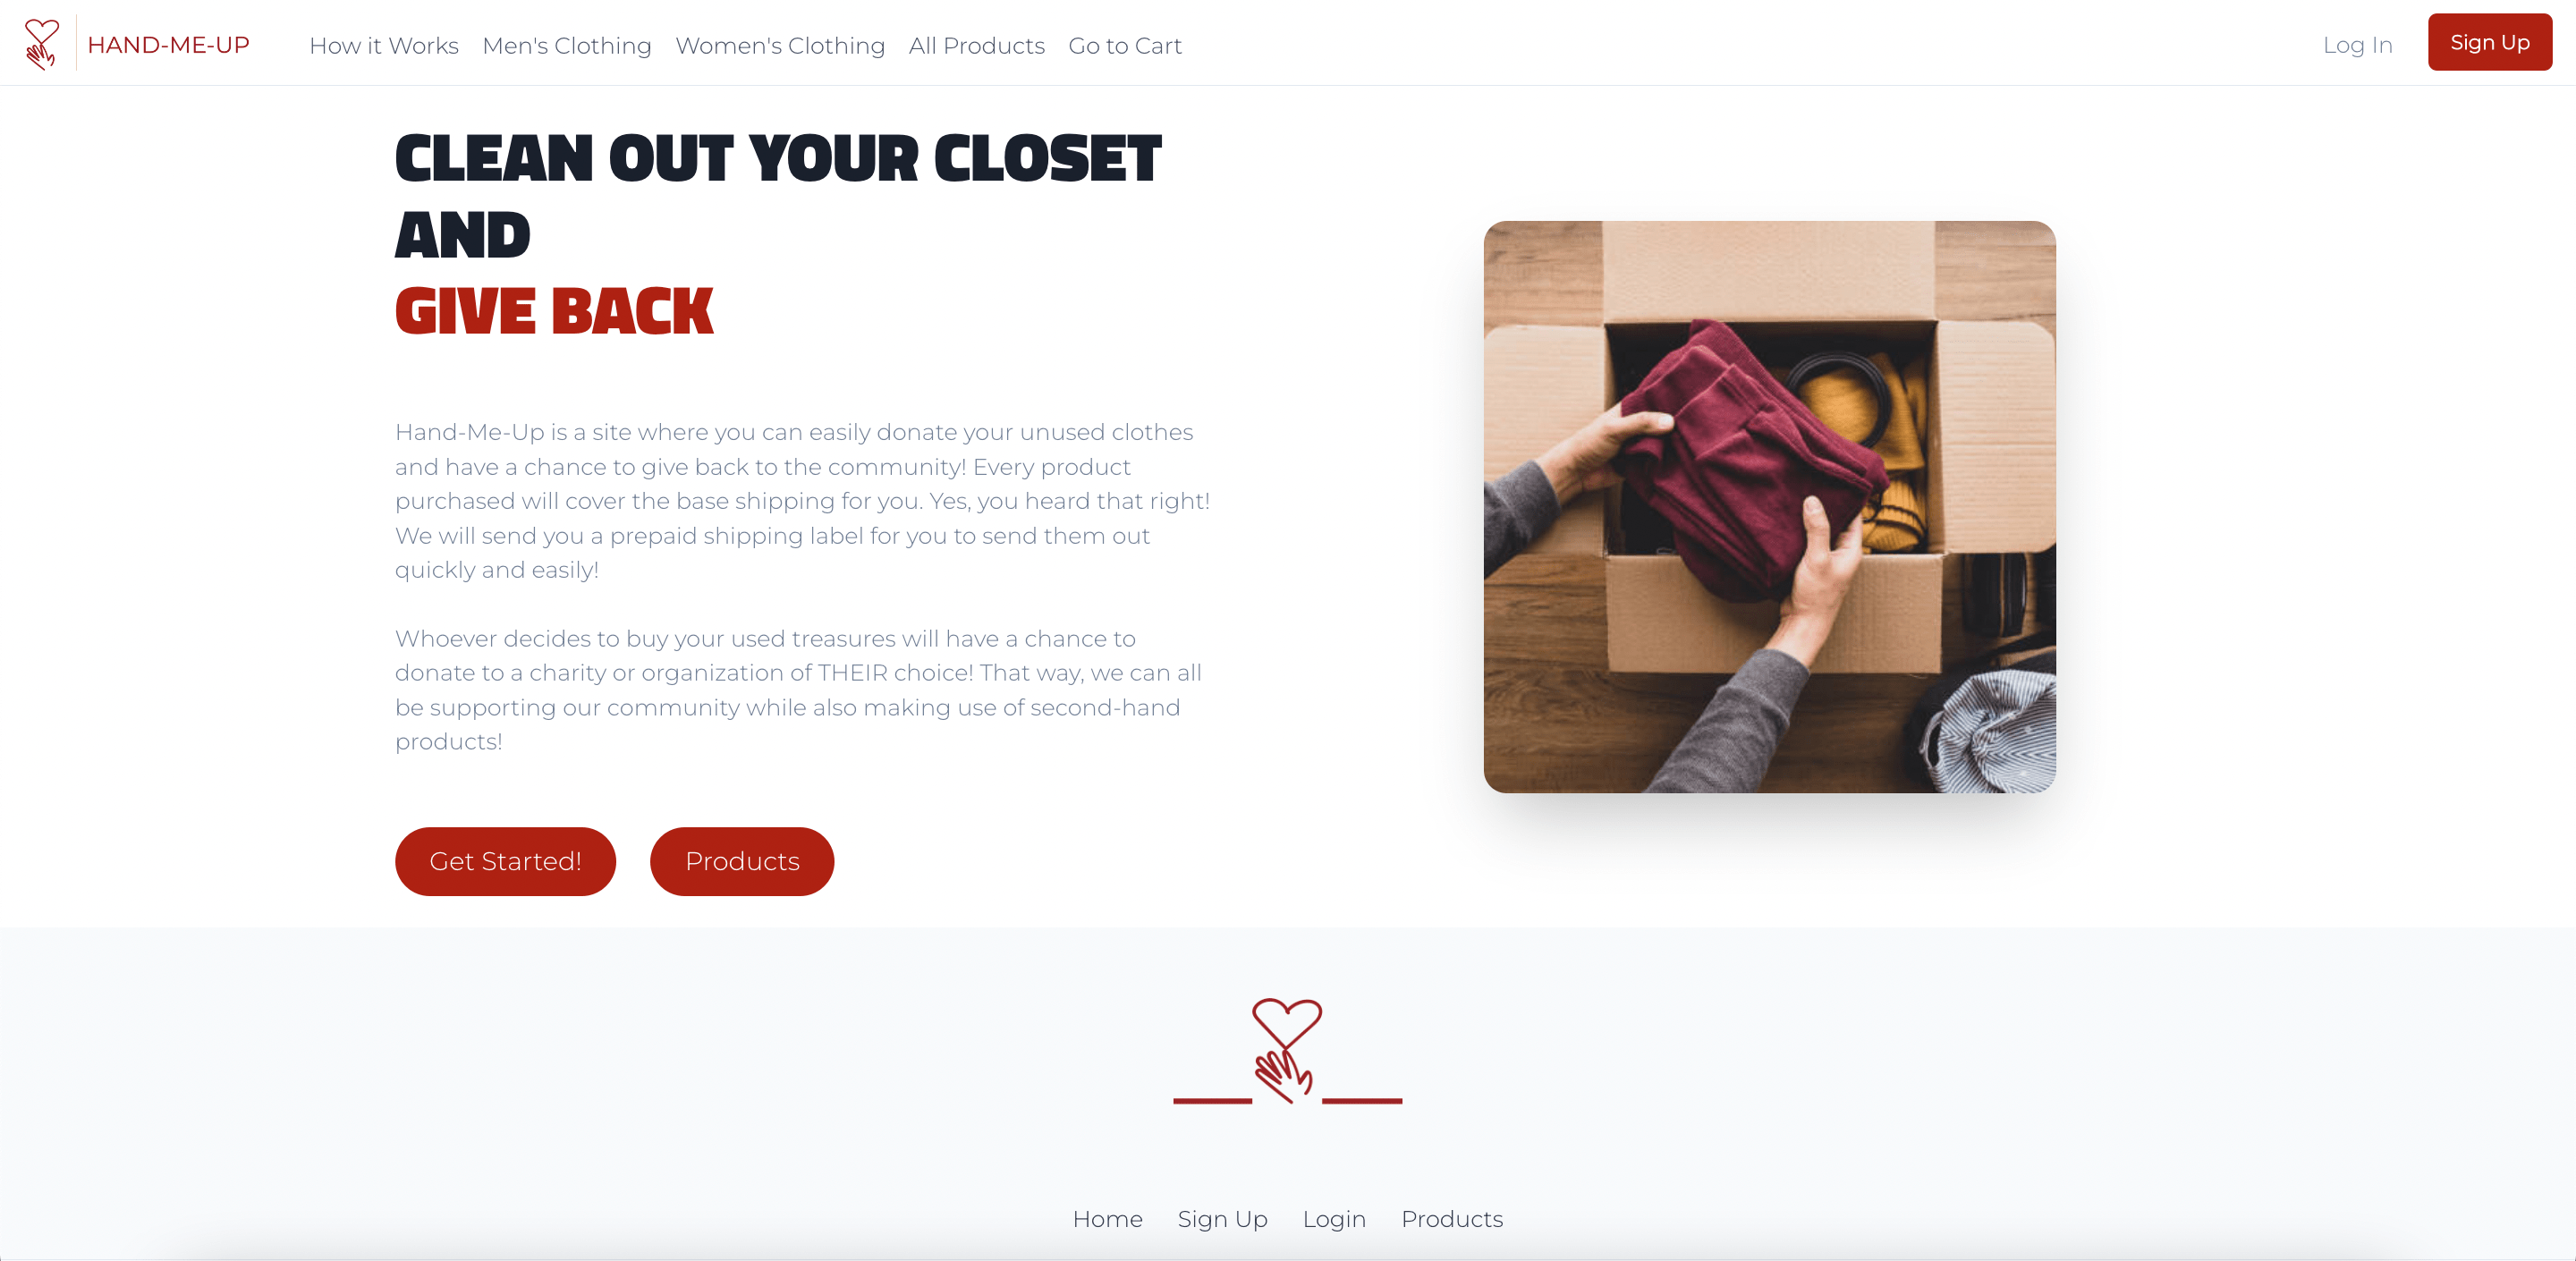 HAND-ME-UP
How it Works Men's Clothing Women's Clothing All Products Go to Cart
Log In
Sign Up
CLEAN OUT YOUR CLOSET
AND
GIVE BACK
Hand-Me-Up is a site where you can easily donate your unused clothes
and have a chance to give back to the community! Every product
purchased will cover the base shipping for you. Yes, you heard that right!
We will send you a prepaid shipping label for you to send them out
quickly and easily!
Whoever decides to buy your used treasures will have a chance to
donate to a charity or organization of THEIR choice! That way, we can all
be supporting our community while also making use of second-hand
products!
Get Started! Products
Home Sign Up Login Products